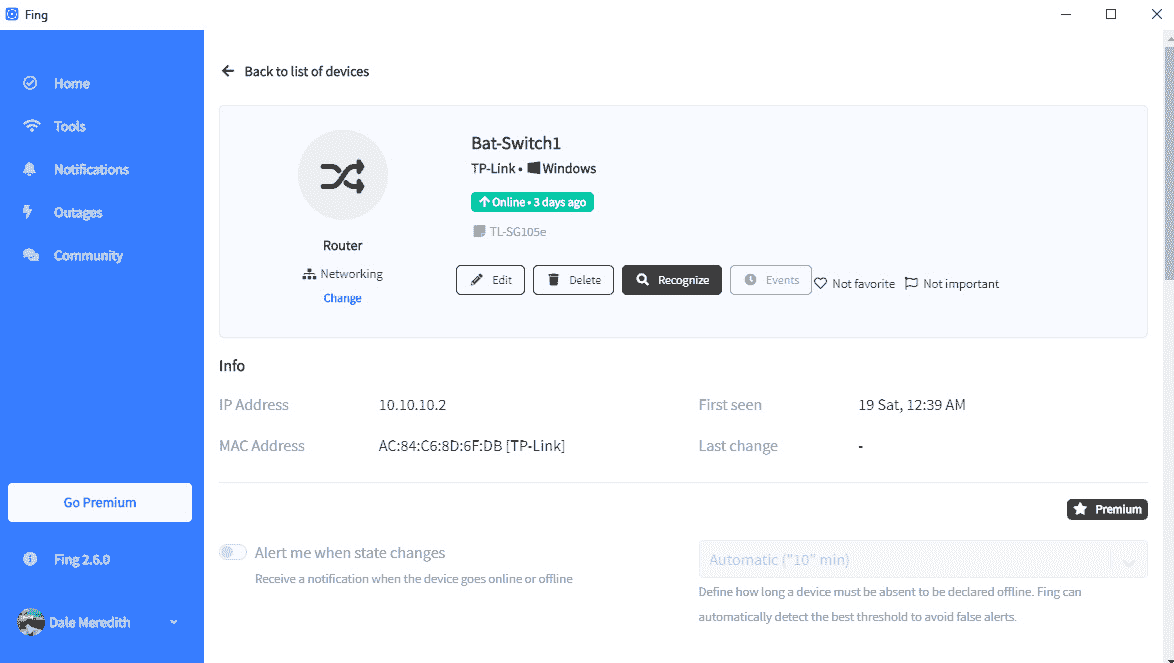 Fing
Home
Tools
Notifications
Outages
Community
Go Premium
Fing 2.6.0
Dale Meredith
Back to list of devices
Router
Networking
Change
Bat-Switch1
TP-Link • Windows
Online • 3 days ago
TL-SG105e
Edit
Delete
Recognize
Events
Not favorite
Not important
Info
IP Address 10.10.10.2
First seen 19 Sat, 12:39 AM
MAC Address AC:84:C6:8D:6F:DB [TP-Link]
Last change -
Premium
Alert me when state changes
Receive a notification when the device goes online or offline
Automatic ("10" min)
Define how long a device must be absent to be declared offline. Fing can
automatically detect the best threshold to avoid false alerts.